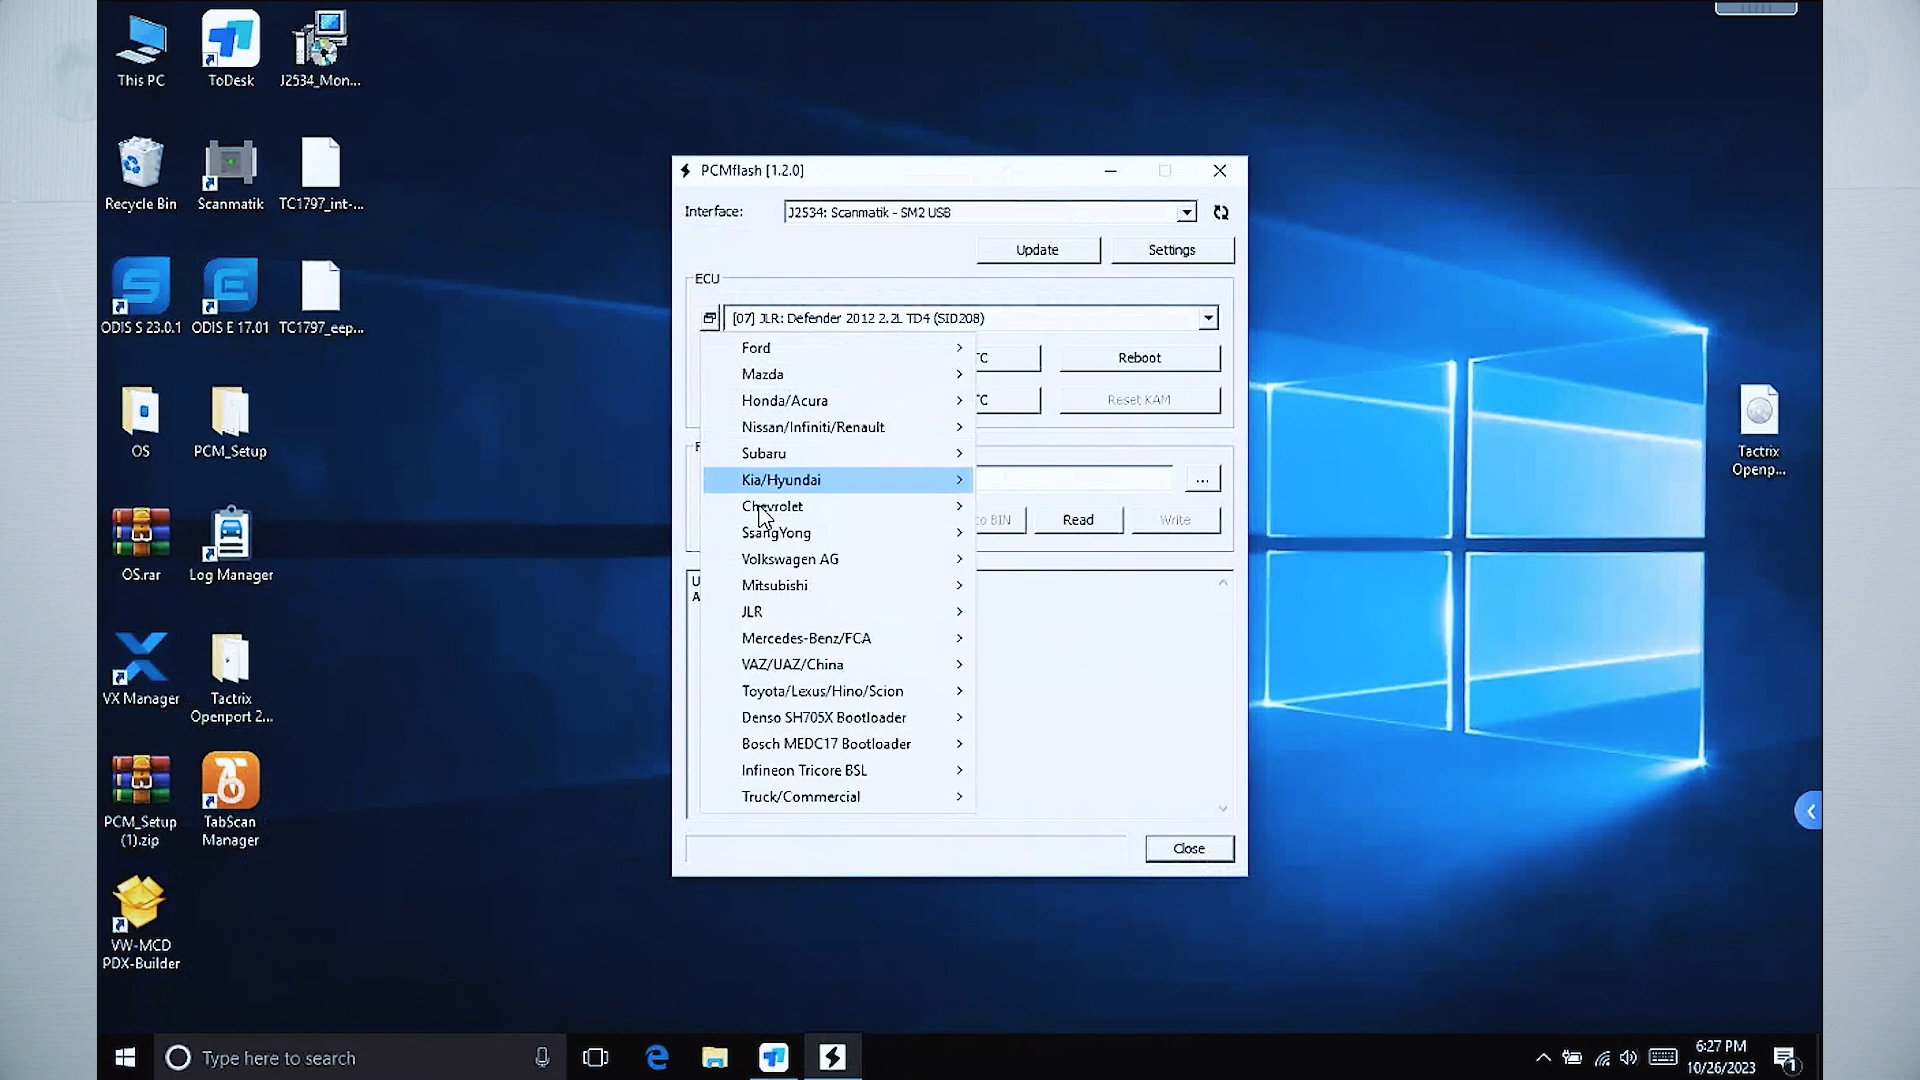 This PC
ToDesk
J2534_Mon...
Recycle Bin
Scanmatik
TC1797_int-...
ODIS S 23.0.1
ODIS E 17.01
TC1797_eep...
OS
PCM_Setup
OS.rar
Log Manager
VX Manager
Tactrix
Openport 2...
PCM_Setup
(1).zip
TabScan
Manager
VW-MCD
PDX-Builder
PCMflash [1.2.0]
Interface:
J2534: Scanmatik - SM2 USB
Update
Settings
ECU
[07] JLR: Defender 2012 2.2L TD4 (SID208)
Ford
Mazda
Honda/Acura
Nissan/Infiniti/Renault
Subaru
Kia/Hyundai
Chevrolet
SsangYong
Volkswagen AG
Mitsubishi
JLR
Mercedes-Benz/FCA
VAZ/UAZ/China
Toyota/Lexus/Hino/Scion
Denso SH705X Bootloader
Bosch MEDC17 Bootloader
Infineon Tricore BSL
Truck/Commercial
TC
Reboot
TC
Reset KAM
...
to BIN
Read
Write
U
A
Close
Tactrix
Openp...
Type here to search
6:27 PM
10/26/2023
1